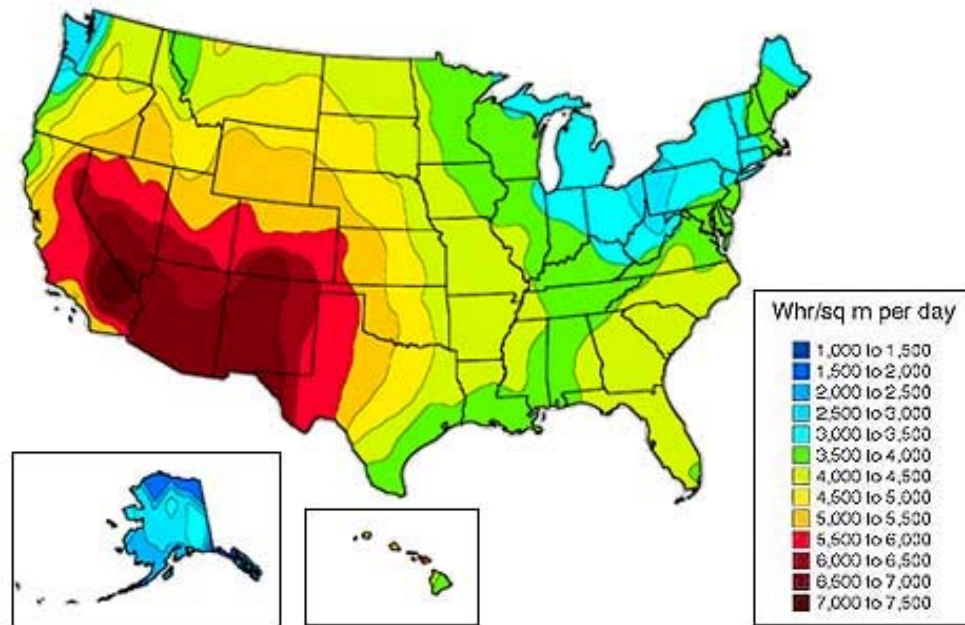 Whr/sq m per day
1,000 to 1,500
1,500 to 2,000
2,000 to 2,500
2,500 to 3,000
3,000 to 3,500
3,500 to 4,000
4,000 to 4,500
4,500 to 5,000
5,000 to 5,500
5,500 to 6,000
6,000 to 6,500
6,500 to 7,000
7,000 to 7,500